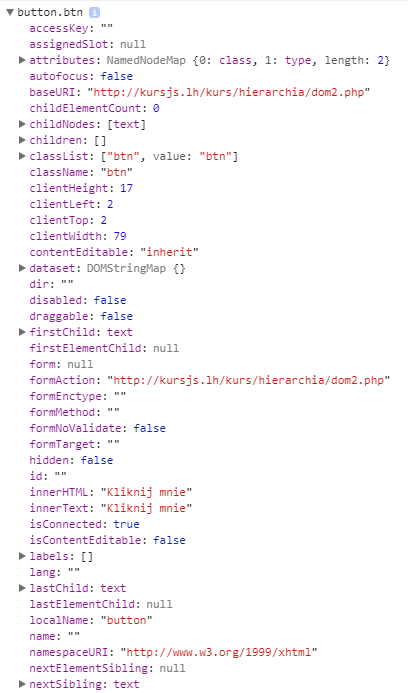 ▼ button.btn i
accessKey: ""
assignedSlot: null
▶ attributes: NamedNodeMap {0: class, 1: type, length: 2}
autofocus: false
baseURI: "http://kursjs.lh/kurs/hierarchia/dom2.php"
childElementCount: 0
▶ childNodes: [text]
▶ children: []
▶ classList: ["btn", value: "btn"]
className: "btn"
clientHeight: 17
clientLeft: 2
clientTop: 2
clientWidth: 79
contentEditable: "inherit"
▶ dataset: DOMStringMap {}
dir: ""
disabled: false
draggable: false
▶ firstChild: text
firstElementChild: null
form: null
formAction: "http://kursjs.lh/kurs/hierarchia/dom2.php"
formEnctype: ""
formMethod: ""
formNoValidate: false
formTarget: ""
hidden: false
id: ""
innerHTML: "Kliknij mnie"
innerText: "Kliknij mnie"
isConnected: true
isContentEditable: false
▶ labels: []
lang: ""
▶ lastChild: text
lastElementChild: null
localName: "button"
name: ""
namespaceURI: "http://www.w3.org/1999/xhtml"
nextElementSibling: null
▶ nextSibling: text